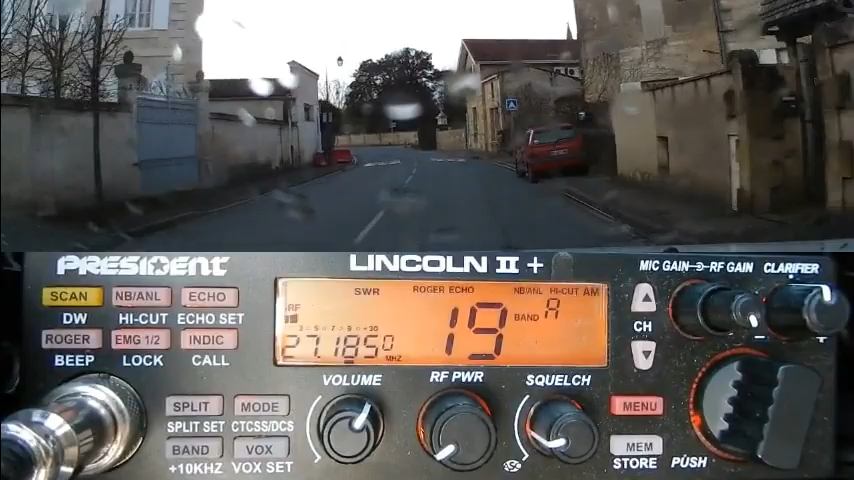 PRESIDENT
LINCOLN II +
MIC GAIN RF GAIN CLARIFIER
SCAN NB/ANL ECHO
DW HI-CUT ECHO SET
ROGER EMG 1/2 INDIC
BEEP LOCK CALL
SWR ROGER ECHO NB/ANL HI-CUT AM
RF
19 BAND A
27.1850 MHZ
CH
VOLUME RF PWR SQUELCH
SPLIT MODE
SPLIT SET CTCSS/DCS
BAND VOX
+10KHZ VOX SET
MENU
MEM
STORE PUSH